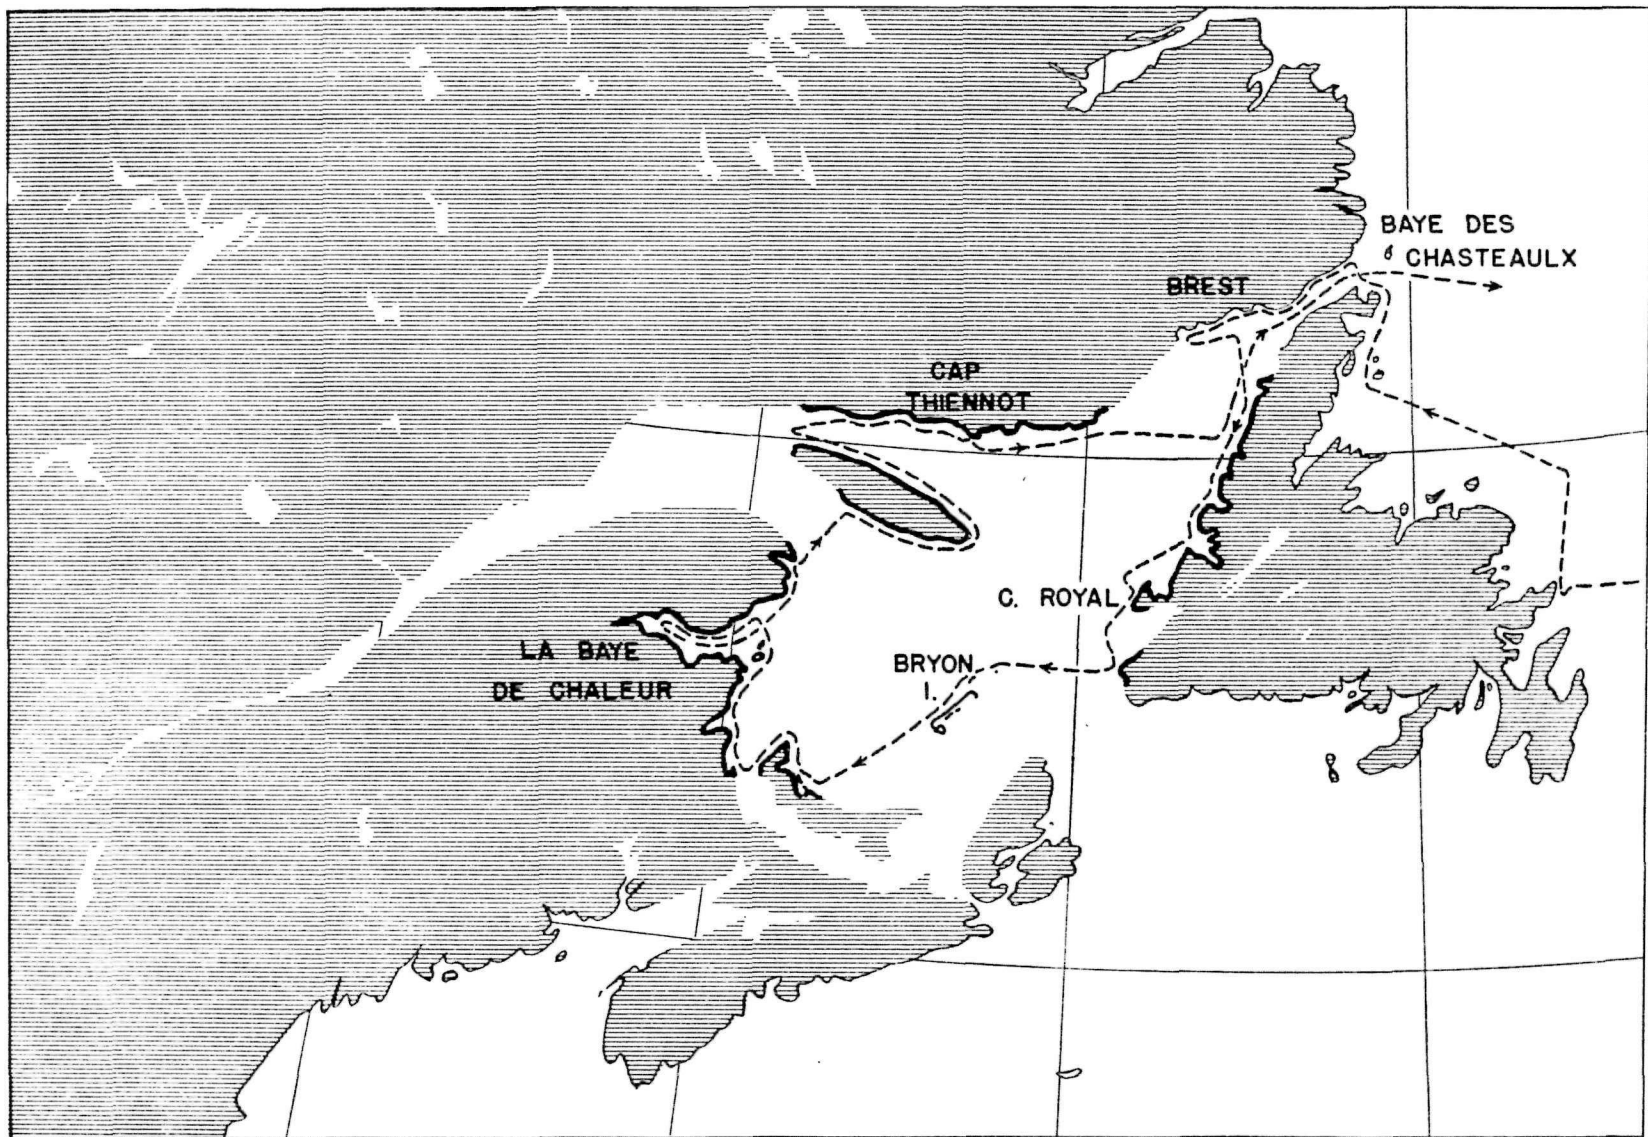 BAYE DES
CHASTEAULX
BREST
CAP
THIENNOT
C. ROYAL
LA BAYE
DE CHALEUR
BRYON
I.